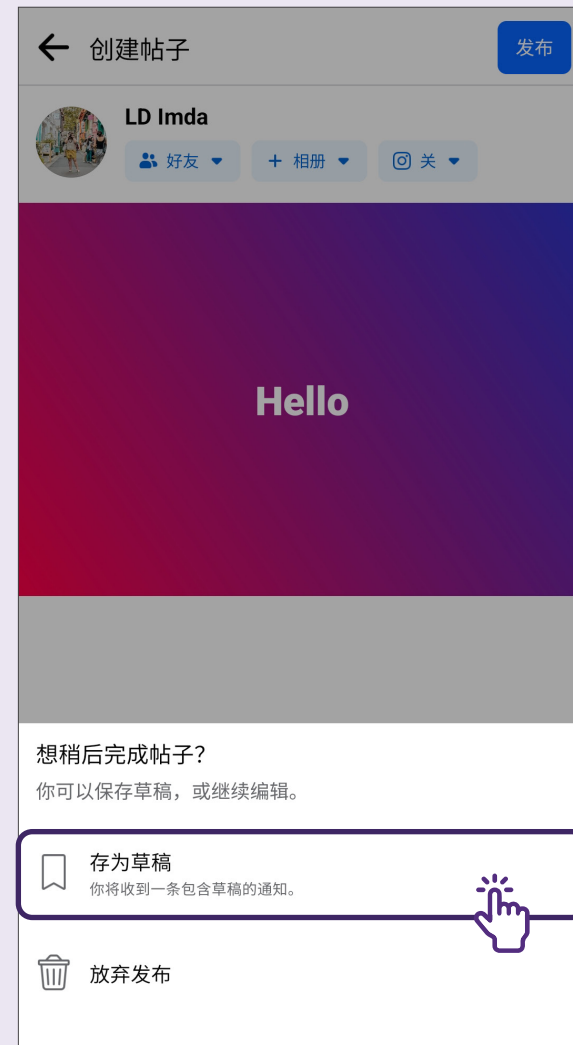 创建帖子
发布
LD Imda
好友
+ 相册
关
Hello
想稍后完成帖子？
你可以保存草稿，或继续编辑。
存为草稿
你将收到一条包含草稿的通知。
放弃发布